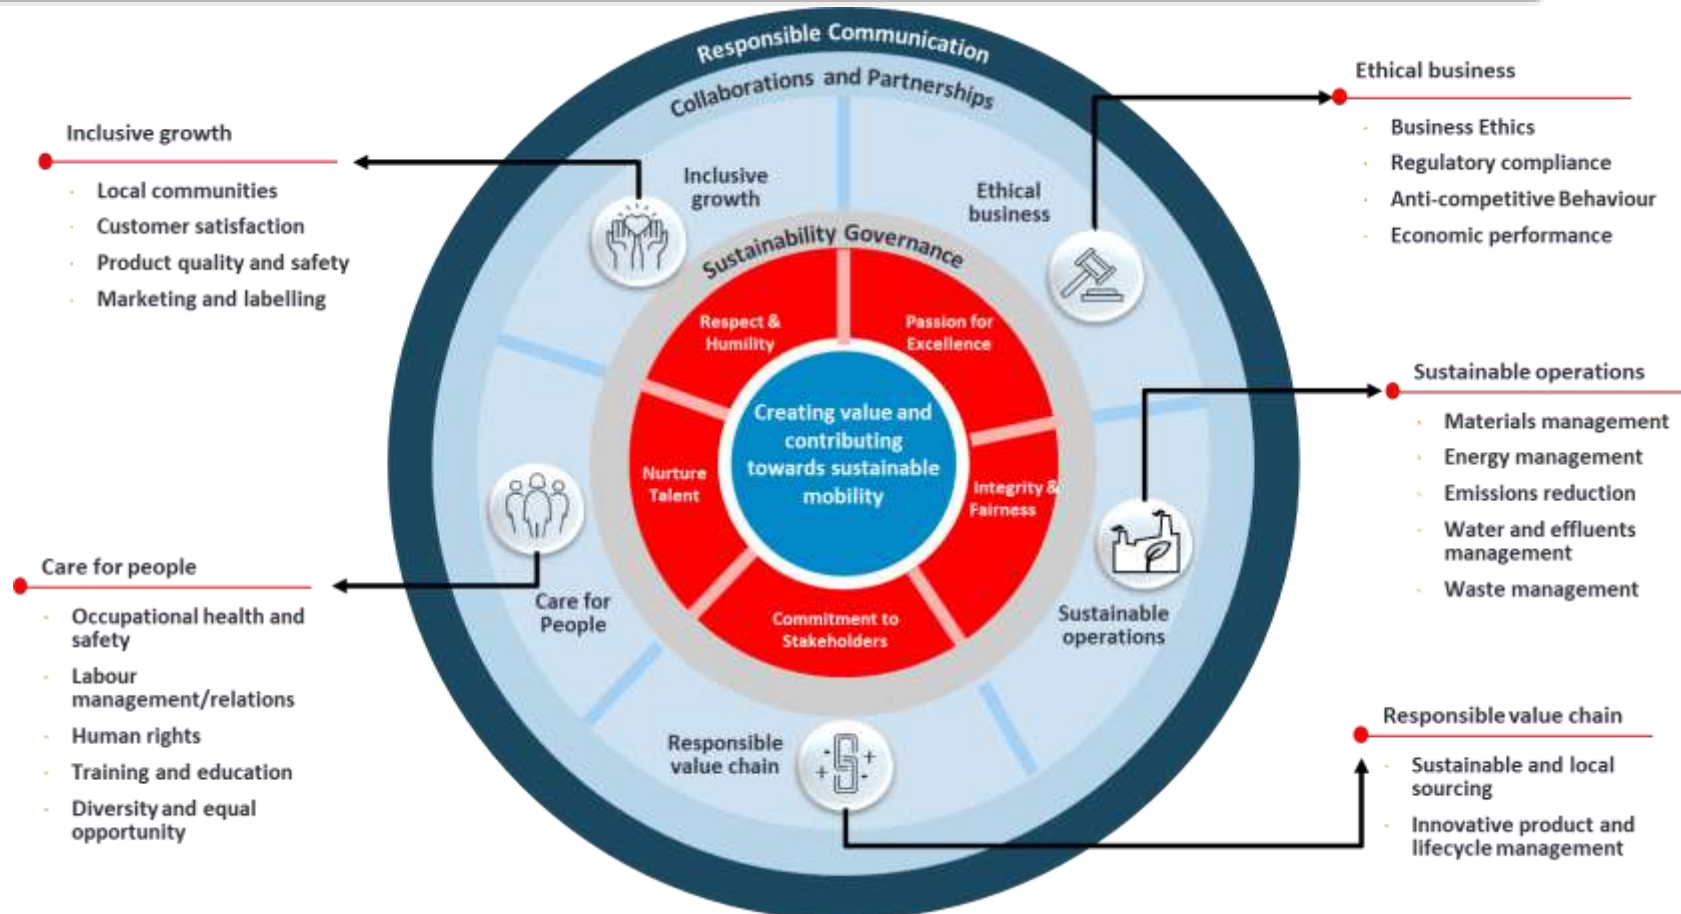 Responsible Communication
Collaborations and Partnerships
Inclusive growth
Local communities
Customer satisfaction
Product quality and safety
Marketing and labelling
Care for people
Occupational health and
safety
Labour
management/relations
Human rights
Training and education
Diversity and equal
opportunity
Inclusive
growth
Ethical
business
Sustainability Governance
Respect &
Humility
Passion for
Excellence
Creating value and
contributing
towards sustainable
mobility
Nurture
Talent
Integrity &
Fairness
Commitment to
Stakeholders
Care for
People
Sustainable
operations
Responsible
value chain
Ethical business
Business Ethics
Regulatory compliance
Anti-competitive Behaviour
Economic performance
Sustainable operations
Materials management
Energy management
Emissions reduction
Water and effluents
management
Waste management
Responsible value chain
Sustainable and local
sourcing
Innovative product and
lifecycle management